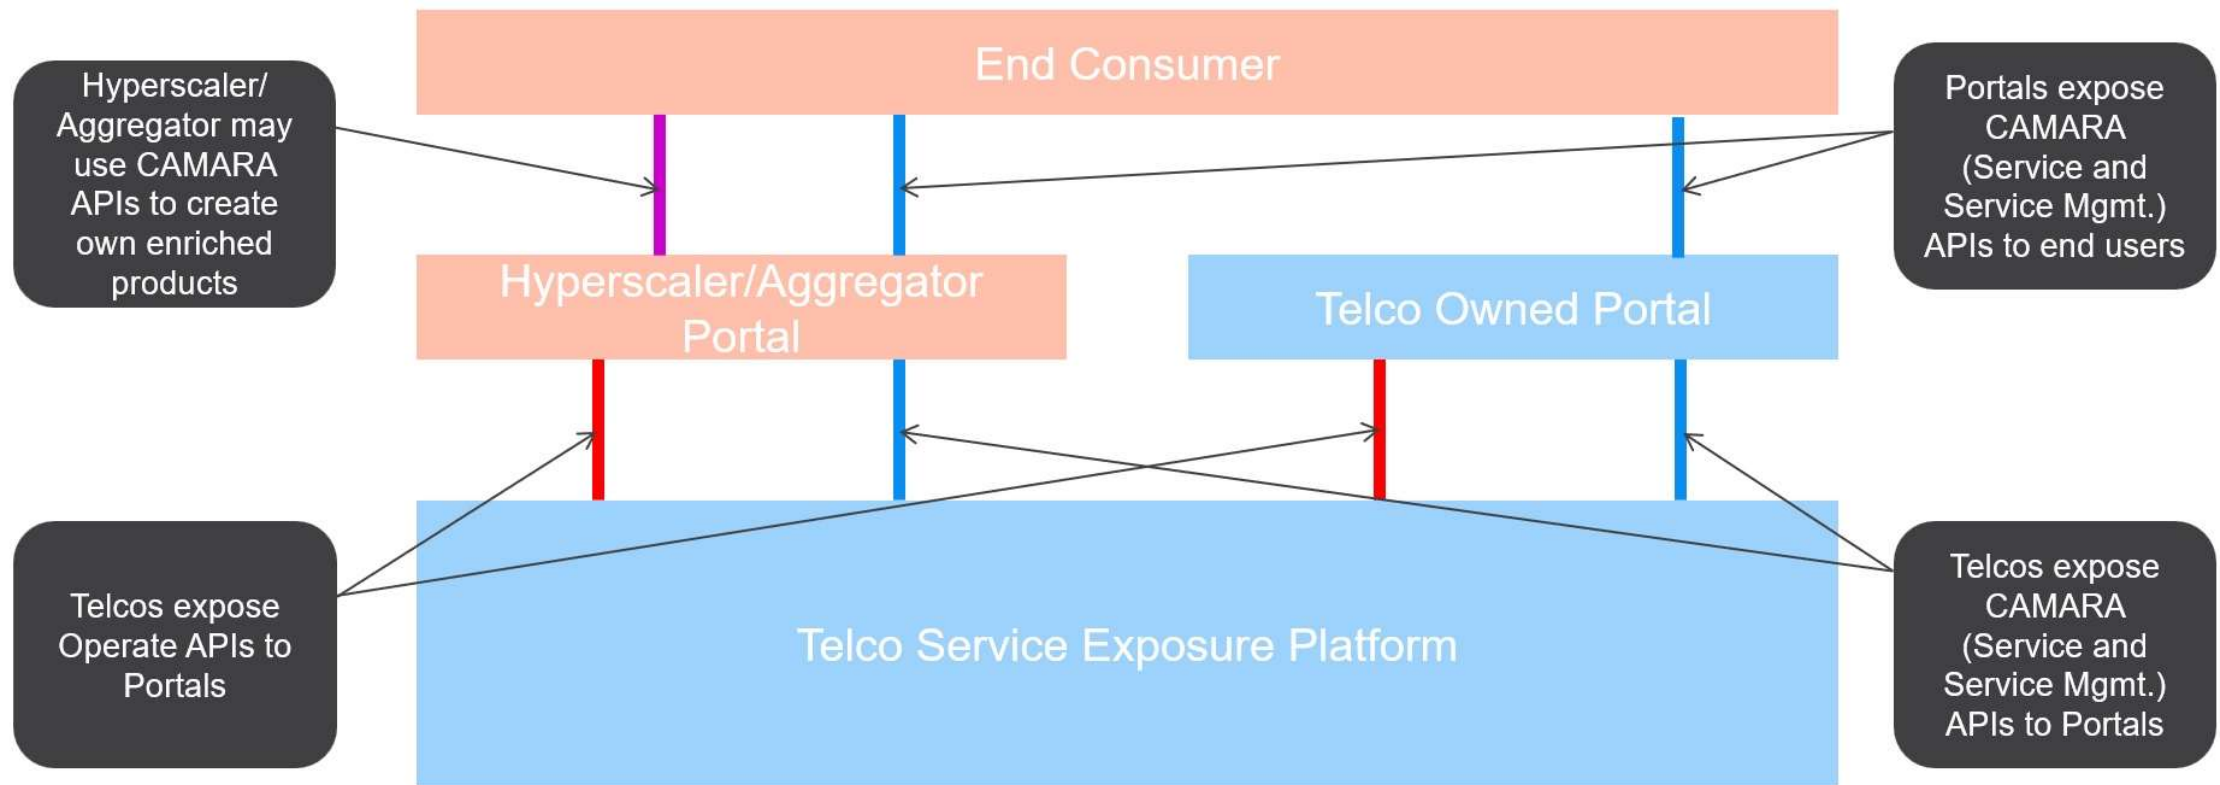 End Consumer
Hyperscaler/
Aggregator may
use CAMARA
APIs to create
own enriched
products
Portals expose
CAMARA
(Service and
Service Mgmt.)
APIs to end users
Hyperscaler/Aggregator
Portal
Telco Owned Portal
Telcos expose
Operate APIs to
Portals
Telco Service Exposure Platform
Telcos expose
CAMARA
(Service and
Service Mgmt.)
APIs to Portals